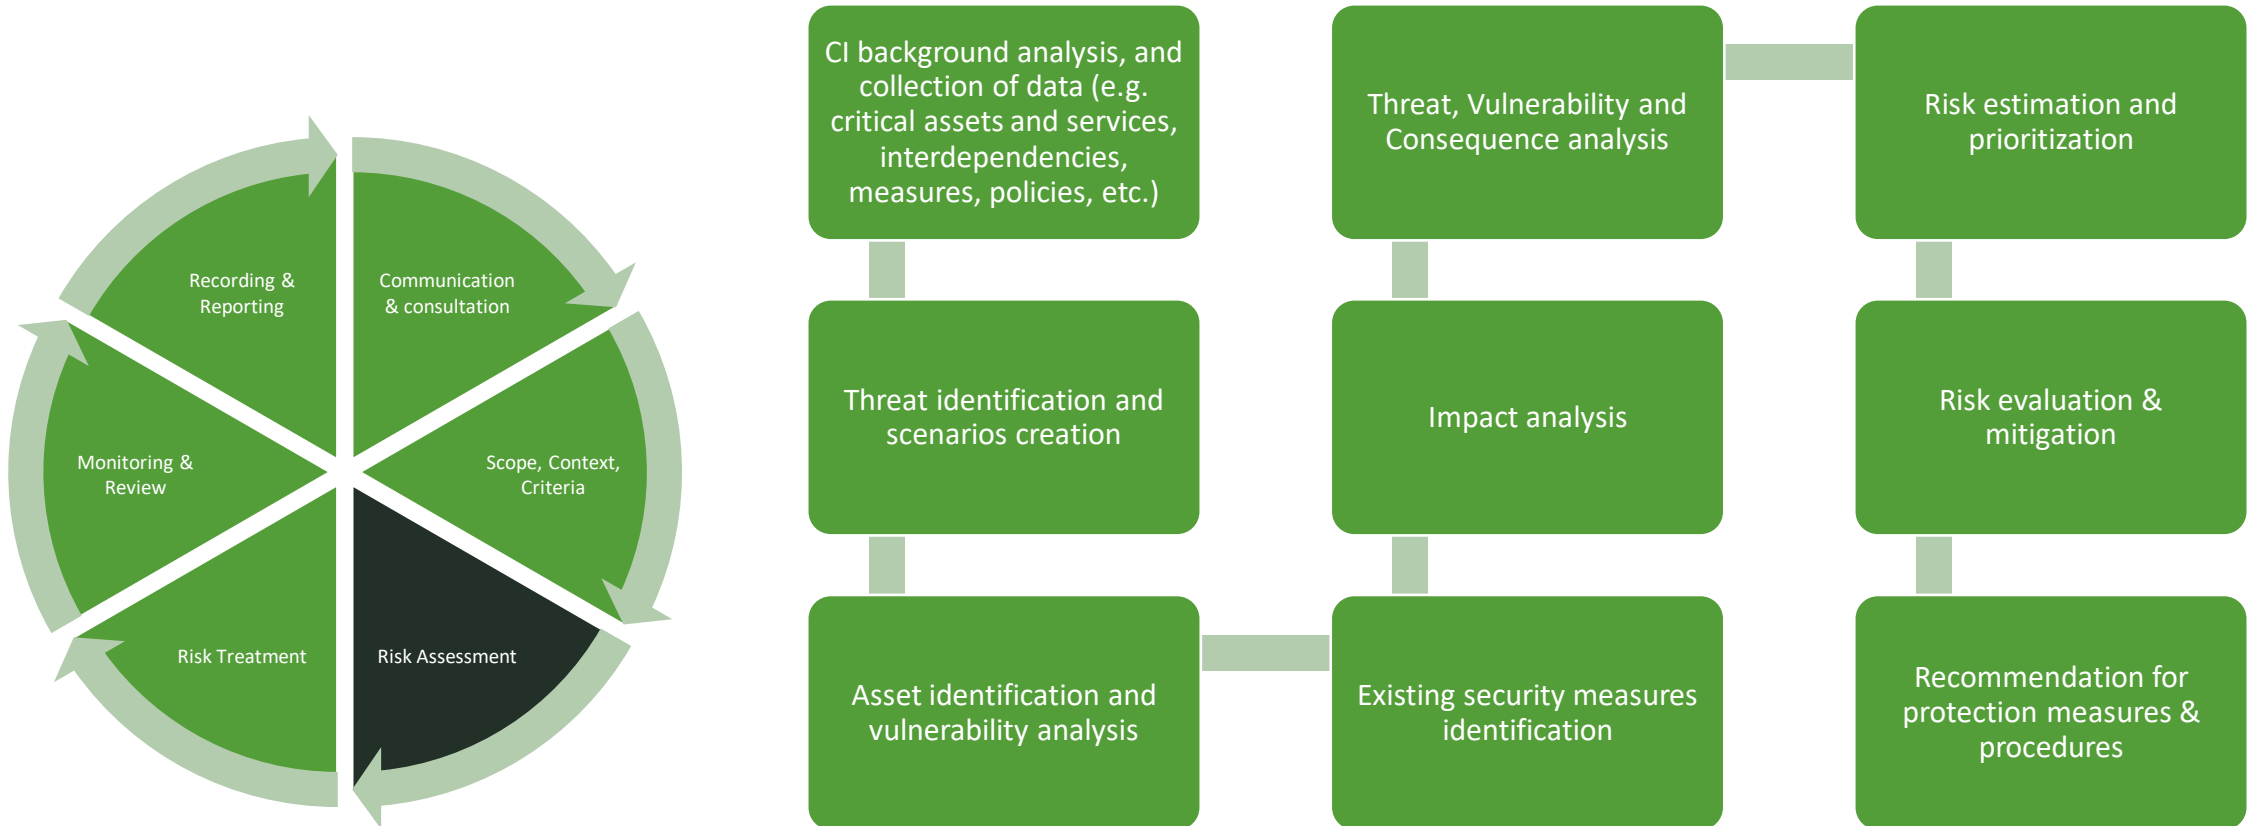 Recording &
Reporting
Communication
& consultation
Monitoring &
Review
Scope, Context,
Criteria
Risk Treatment
Risk Assessment
CI background analysis, and
collection of data (e.g.
critical assets and services,
interdependencies,
measures, policies, etc.)
Threat identification and
scenarios creation
Asset identification and
vulnerability analysis
Existing security measures
identification
Impact analysis
Threat, Vulnerability and
Consequence analysis
Risk estimation and
prioritization
Risk evaluation &
mitigation
Recommendation for
protection measures &
procedures